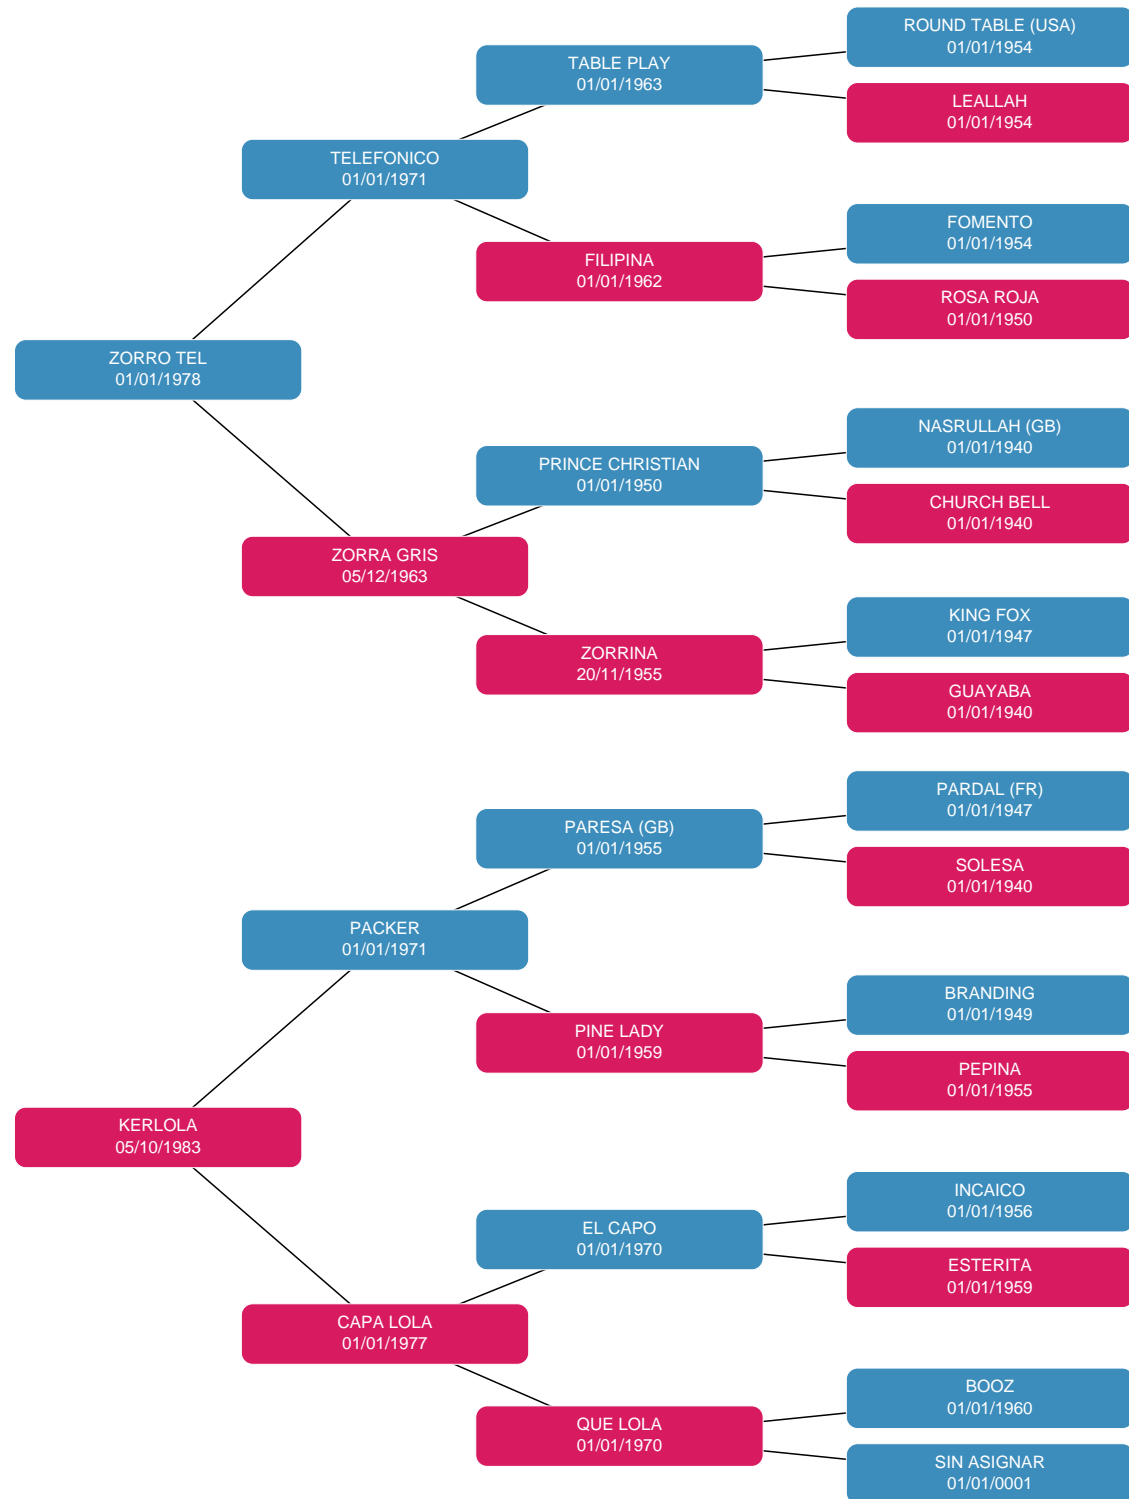 ROUND TABLE (USA)
01/01/1954
TABLE PLAY
01/01/1963
LEALLAH
01/01/1954
TELEFONICO
01/01/1971
FOMENTO
01/01/1954
FILIPINA
01/01/1962
ROSA ROJA
01/01/1950
ZORRO TEL
01/01/1978
NASRULLAH (GB)
01/01/1940
PRINCE CHRISTIAN
01/01/1950
CHURCH BELL
01/01/1940
ZORRA GRIS
05/12/1963
KING FOX
01/01/1947
ZORRINA
20/11/1955
GUAYABA
01/01/1940
PARDAL (FR)
01/01/1947
PARESA (GB)
01/01/1955
SOLESA
01/01/1940
PACKER
01/01/1971
BRANDING
01/01/1949
PINE LADY
01/01/1959
PEPINA
01/01/1955
KERLOLA
05/10/1983
INCAICO
01/01/1956
EL CAPO
01/01/1970
ESTERITA
01/01/1959
CAPA LOLA
01/01/1977
BOOZ
01/01/1960
QUE LOLA
01/01/1970
SIN ASIGNAR
01/01/0001